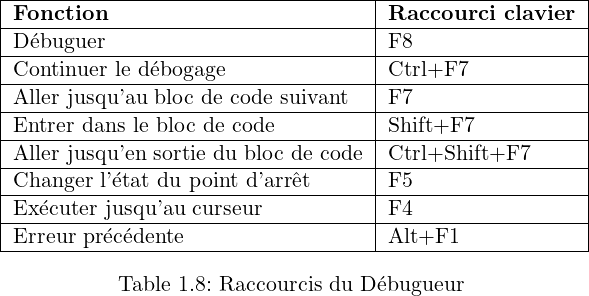 Fonction Raccourci clavier
Débuguer F8
Continuer le débogage Ctrl+F7
Aller jusqu'au bloc de code suivant F7
Entrer dans le bloc de code Shift+F7
Aller jusqu'en sortie du bloc de code Ctrl+Shift+F7
Changer l'état du point d'arrêt F5
Exécuter jusqu'au curseur F4
Erreur précédente Alt+F1
Table 1.8: Raccourcis du Débugueur